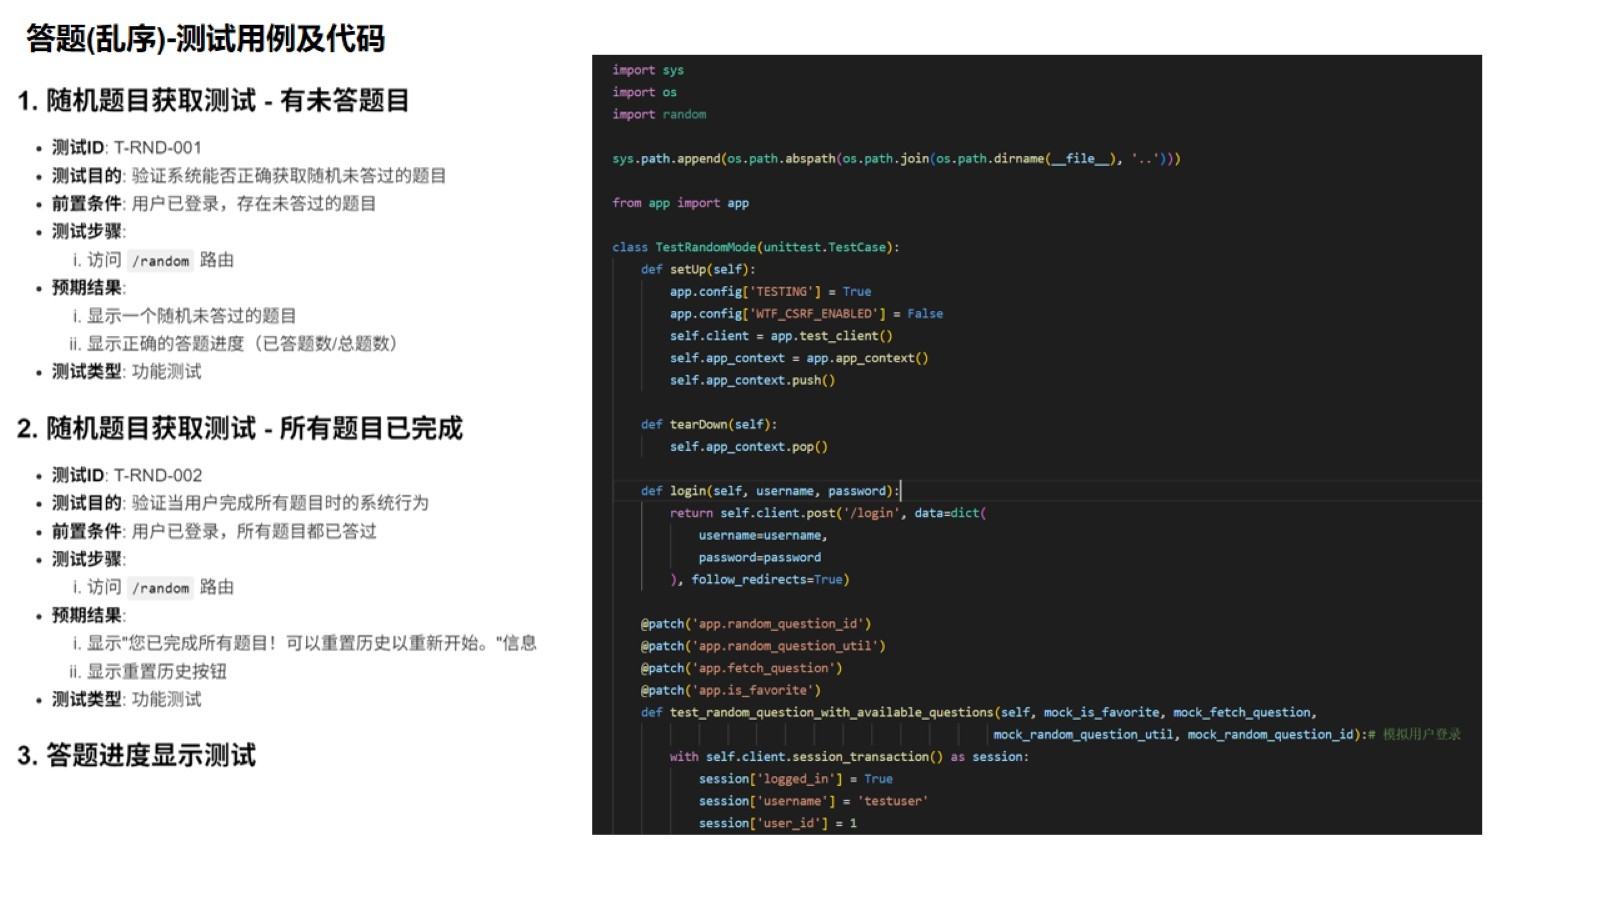 答题(乱序)-测试用例及代码
1. 随机题目获取测试 - 有未答题目
• 测试ID: T-RND-001
• 测试目的: 验证系统能否正确获取随机未答过的题目
• 前置条件: 用户已登录，存在未答过的题目
• 测试步骤:
i. 访问 /random 路由
• 预期结果:
i. 显示一个随机未答过的题目
ii. 显示正确的答题进度（已答题数/总题数）
• 测试类型: 功能测试
2. 随机题目获取测试 - 所有题目已完成
• 测试ID: T-RND-002
• 测试目的: 验证当用户完成所有题目时的系统行为
• 前置条件: 用户已登录，所有题目都已答过
• 测试步骤:
i. 访问 /random 路由
• 预期结果:
i. 显示"您已完成所有题目！可以重置历史以重新开始。"信息
ii. 显示重置历史按钮
• 测试类型: 功能测试
3. 答题进度显示测试
import sys
import os
import random
sys.path.append(os.path.abspath(os.path.join(os.path.dirname(__file__), '..')))
from app import app
class TestRandomMode(unittest.TestCase):
def setUp(self):
app.config['TESTING'] = True
app.config['WTF_CSRF_ENABLED'] = False
self.client = app.test_client()
self.app_context = app.app_context()
self.app_context.push()
def tearDown(self):
self.app_context.pop()
def login(self, username, password):
return self.client.post('/login', data=dict(
username=username,
password=password
), follow_redirects=True)
@patch('app.random_question_id')
@patch('app.random_question_util')
@patch('app.fetch_question')
@patch('app.is_favorite')
def test_random_question_with_available_questions(self, mock_is_favorite, mock_fetch_question,
mock_random_question_util, mock_random_question_id):# 模拟用户登录
with self.client.session_transaction() as session:
session['logged_in'] = True
session['username'] = 'testuser'
session['user_id'] = 1